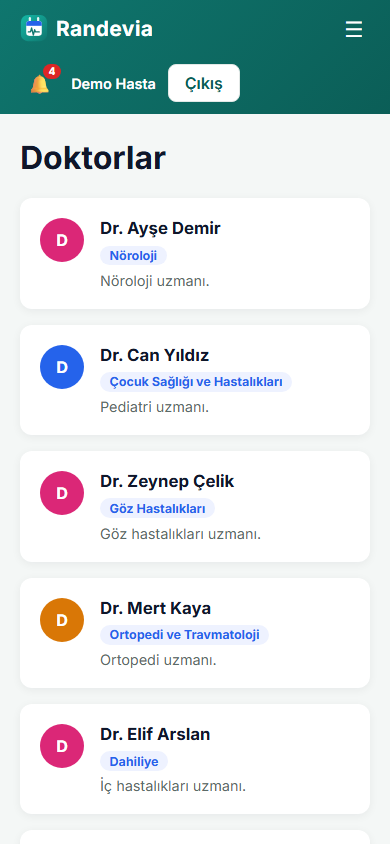 Randevia
4
Demo Hasta
Çıkış
Doktorlar
D
Dr. Ayşe Demir
Nöroloji
Nöroloji uzmanı.
D
Dr. Can Yıldız
Çocuk Sağlığı ve Hastalıkları
Pediatri uzmanı.
D
Dr. Zeynep Çelik
Göz Hastalıkları
Göz hastalıkları uzmanı.
D
Dr. Mert Kaya
Ortopedi ve Travmatoloji
Ortopedi uzmanı.
D
Dr. Elif Arslan
Dahiliye
İç hastalıkları uzmanı.